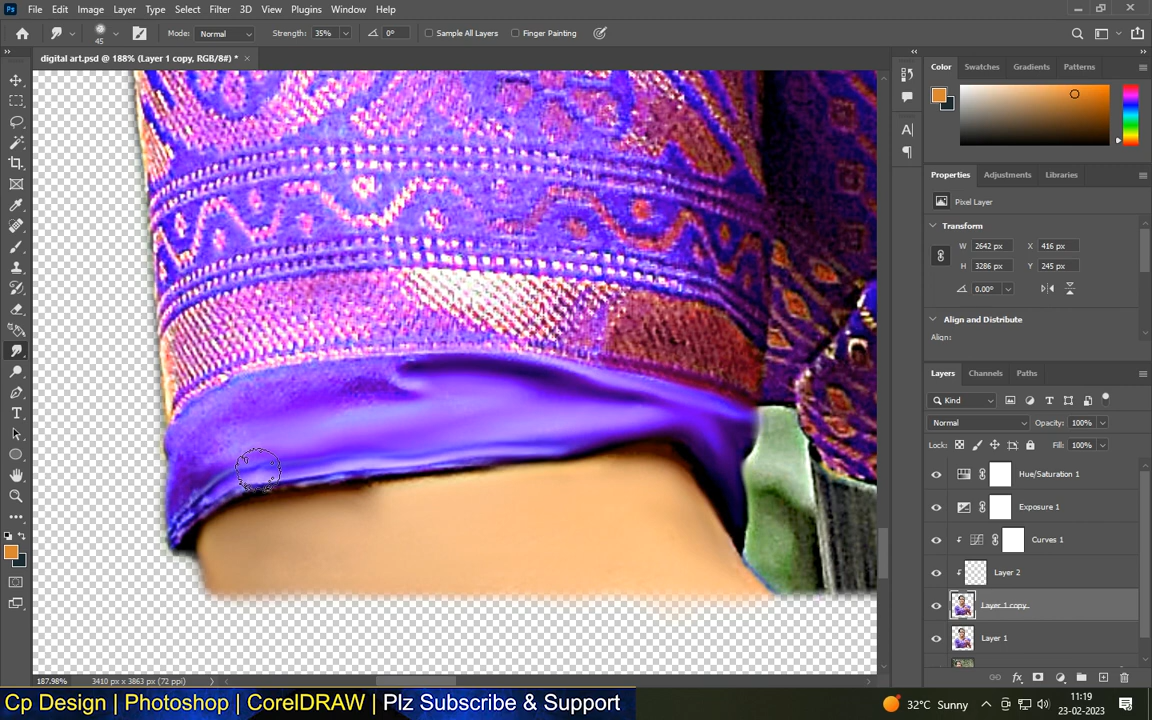 File Edit Image Layer Type Select Filter 3D View Plugins Window Help
45 Mode: Normal Strength: 35% 0° Sample All Layers Finger Painting
digital art.psd @ 188% (Layer 1 copy, RGB/8#) *
Color Swatches Gradients Patterns
Properties Adjustments Libraries
Pixel Layer
Transform
W 2642 px X 416 px
H 3286 px Y 245 px
0.00°
Align and Distribute
Align:
Layers Channels Paths
Kind
Normal Opacity: 100%
Lock: Fill: 100%
Hue/Saturation 1
Exposure 1
Curves 1
Layer 2
Layer 1 copy
Layer 1
187.98% 3410 px x 3863 px (72 ppi)
Cp Design | Photoshop | CorelDRAW | Plz Subscribe & Support
32°C Sunny
11:19
23-02-2023